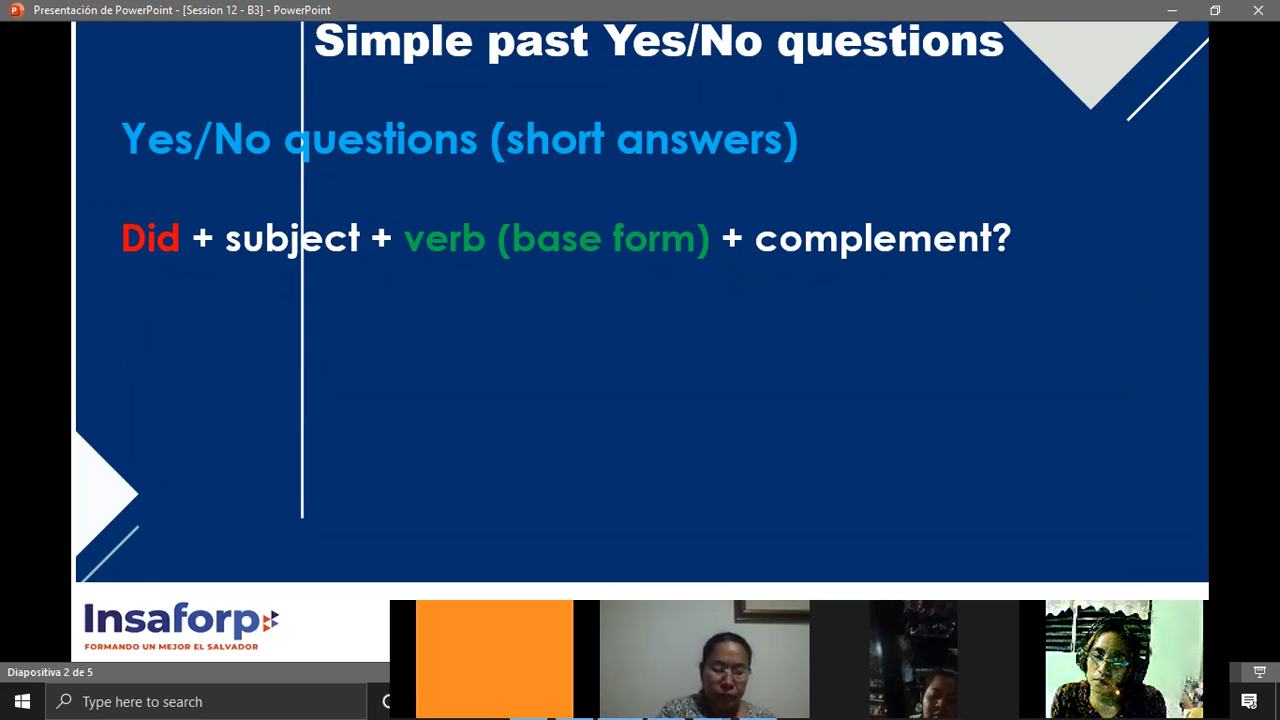 Presentación de PowerPoint - [Session 12 - B3] - PowerPoint
Simple past Yes/No questions
Yes/No questions (short answers)
Did + subject + verb (base form) + complement?
Insaforp
FORMANDO UN MEJOR EL SALVADOR
Diapositiva 2 de 5
Type here to search